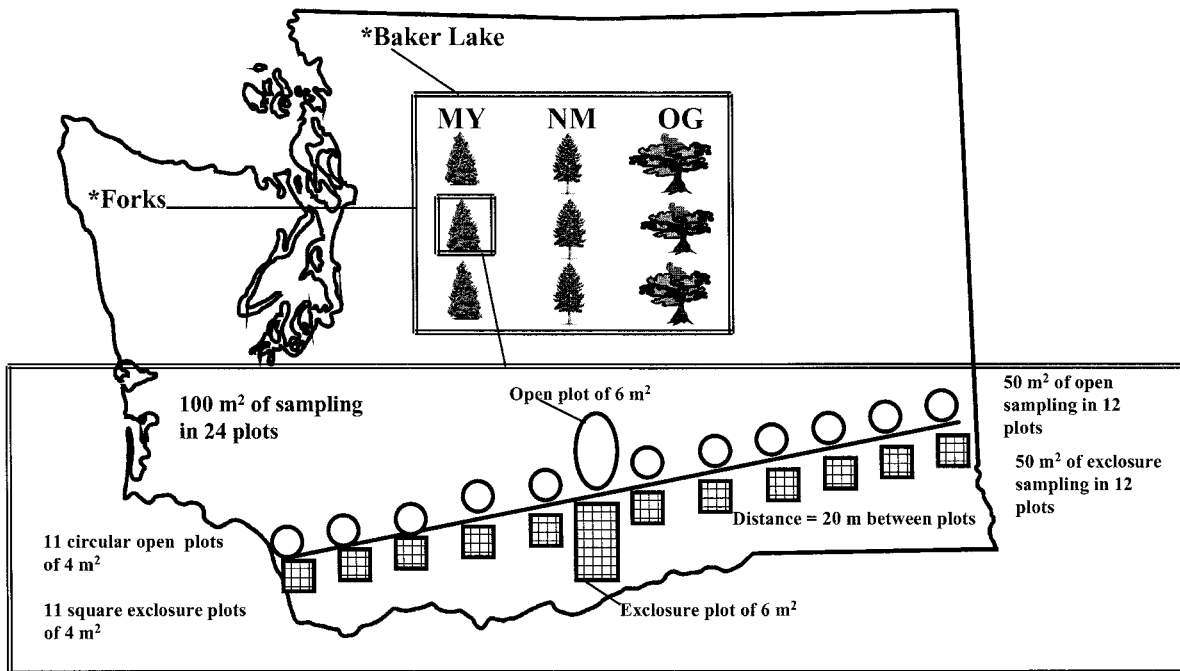 *Baker Lake
MY NM OG
*Forks
100 m² of sampling
in 24 plots
Open plot of 6 m²
50 m² of open
sampling in 12
plots
50 m² of exclosure
sampling in 12
plots
Distance = 20 m between plots
11 circular open plots
of 4 m²
11 square exclosure plots
of 4 m²
Exclosure plot of 6 m²